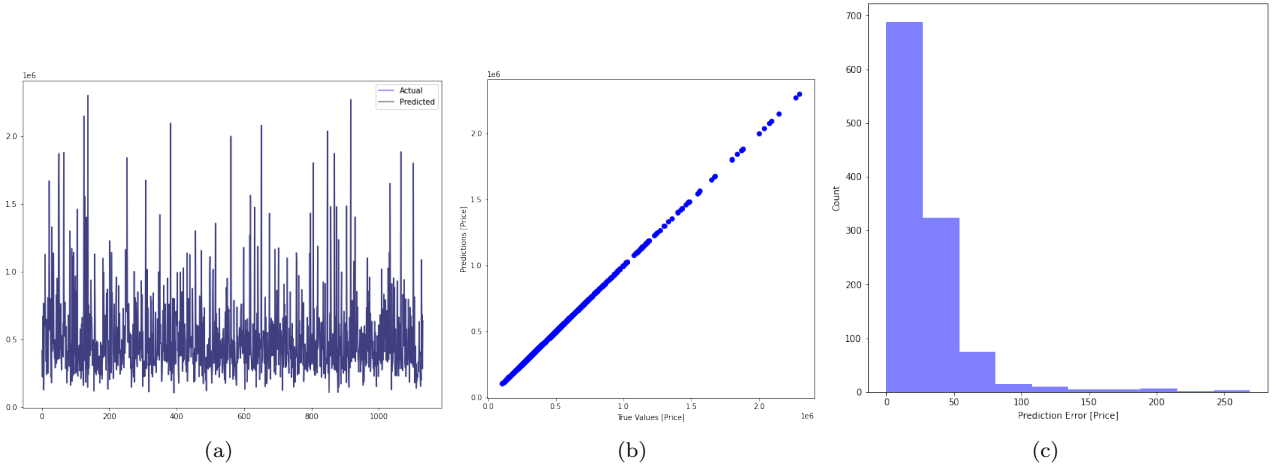 1e6
Actual
Predicted
2.0
1.5
1.0
0.5
0.0
0 200 400 600 800 1000
(a)
1e6
Predictions [Price]
2.0
1.5
1.0
0.5
0.0
0.0 0.5 1.0 1.5 2.0
True Values [Price]
1e6
(b)
Count
700
600
500
400
300
200
100
0
0 50 100 150 200 250
Prediction Error [Price]
(c)